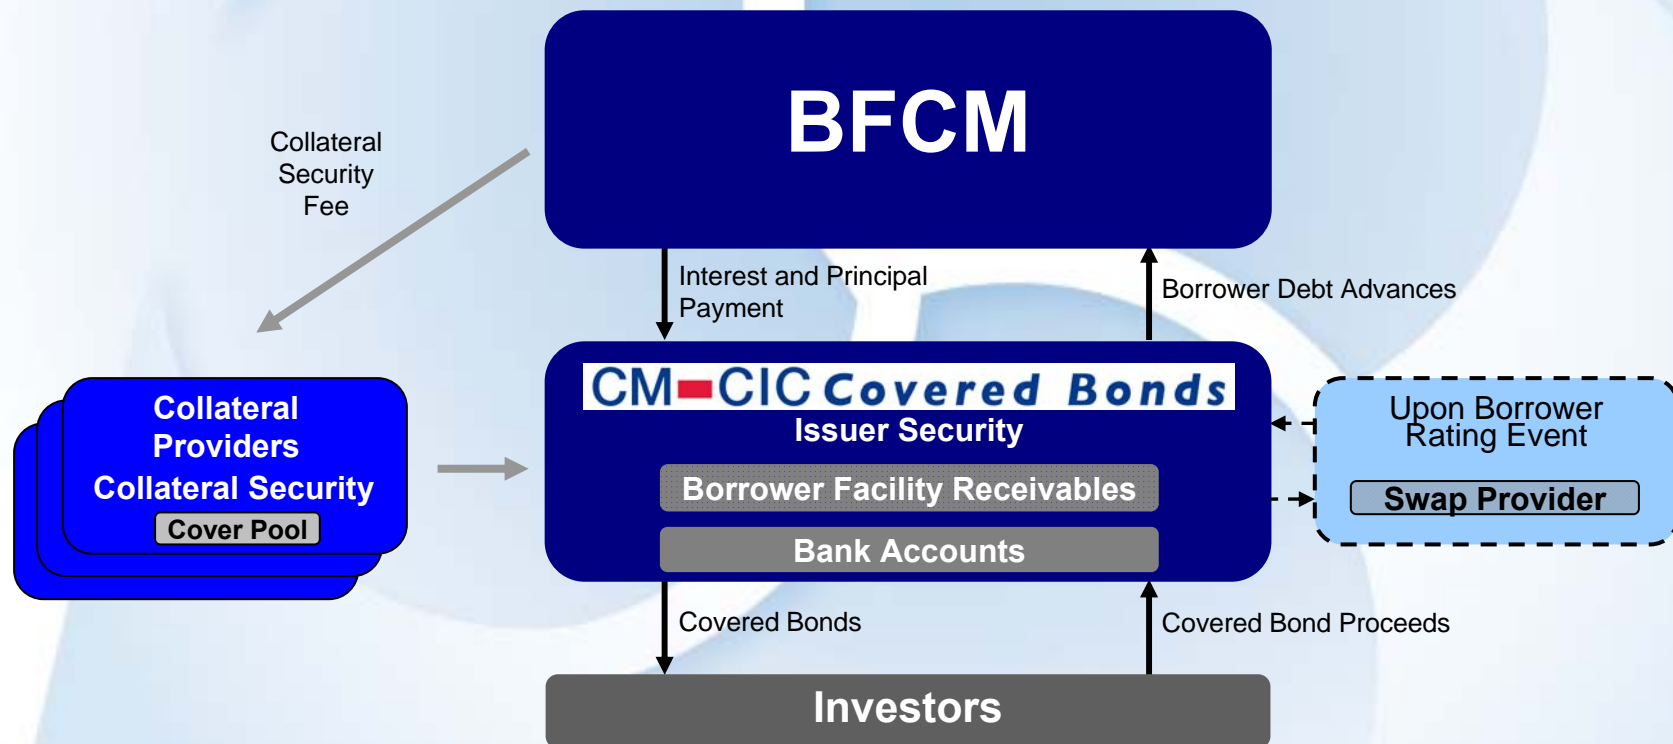 BFCM
Collateral
Security
Fee
Interest and Principal
Payment
Borrower Debt Advances
CM CIC Covered Bonds
Issuer Security
Borrower Facility Receivables
Bank Accounts
Collateral
Providers
Collateral Security
Cover Pool
Upon Borrower
Rating Event
Swap Provider
Covered Bonds
Covered Bond Proceeds
Investors